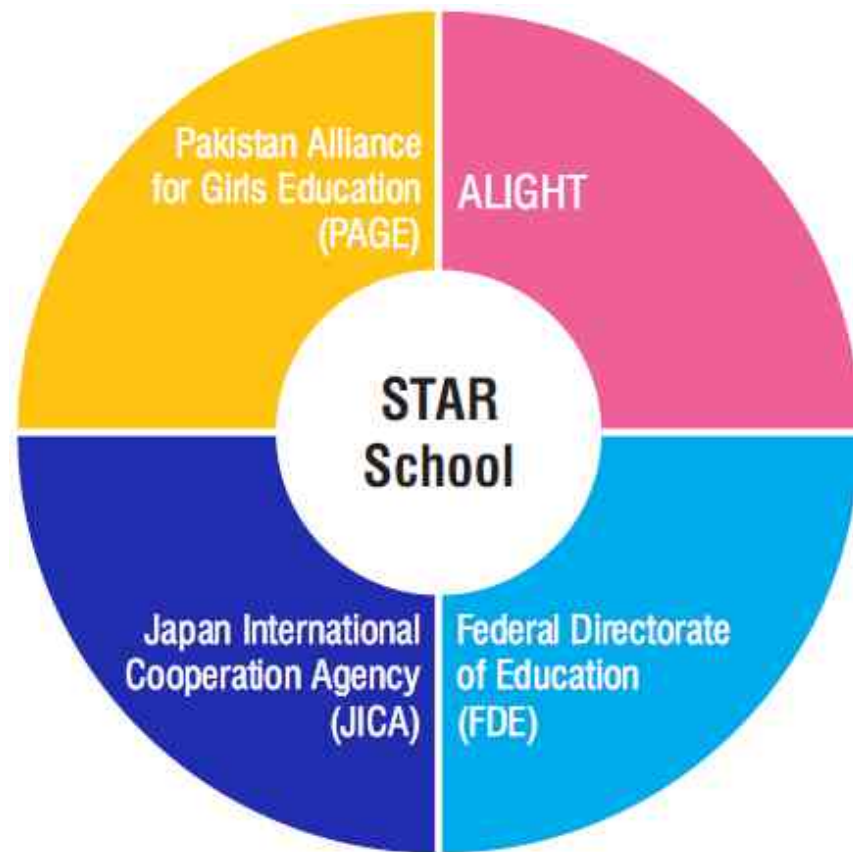 Pakistan Alliance
for Girls Education
(PAGE)
ALIGHT
STAR
School
Japan International
Cooperation Agency
(JICA)
Federal Directorate
of Education
(FDE)